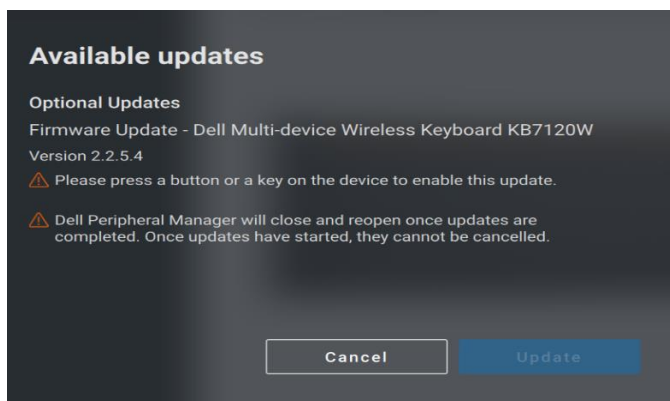 Available updates
Optional Updates
Firmware Update - Dell Multi-device Wireless Keyboard KB7120W
Version 2.2.5.4
Please press a button or a key on the device to enable this update.
Dell Peripheral Manager will close and reopen once updates are
completed. Once updates have started, they cannot be cancelled.
Cancel
Update